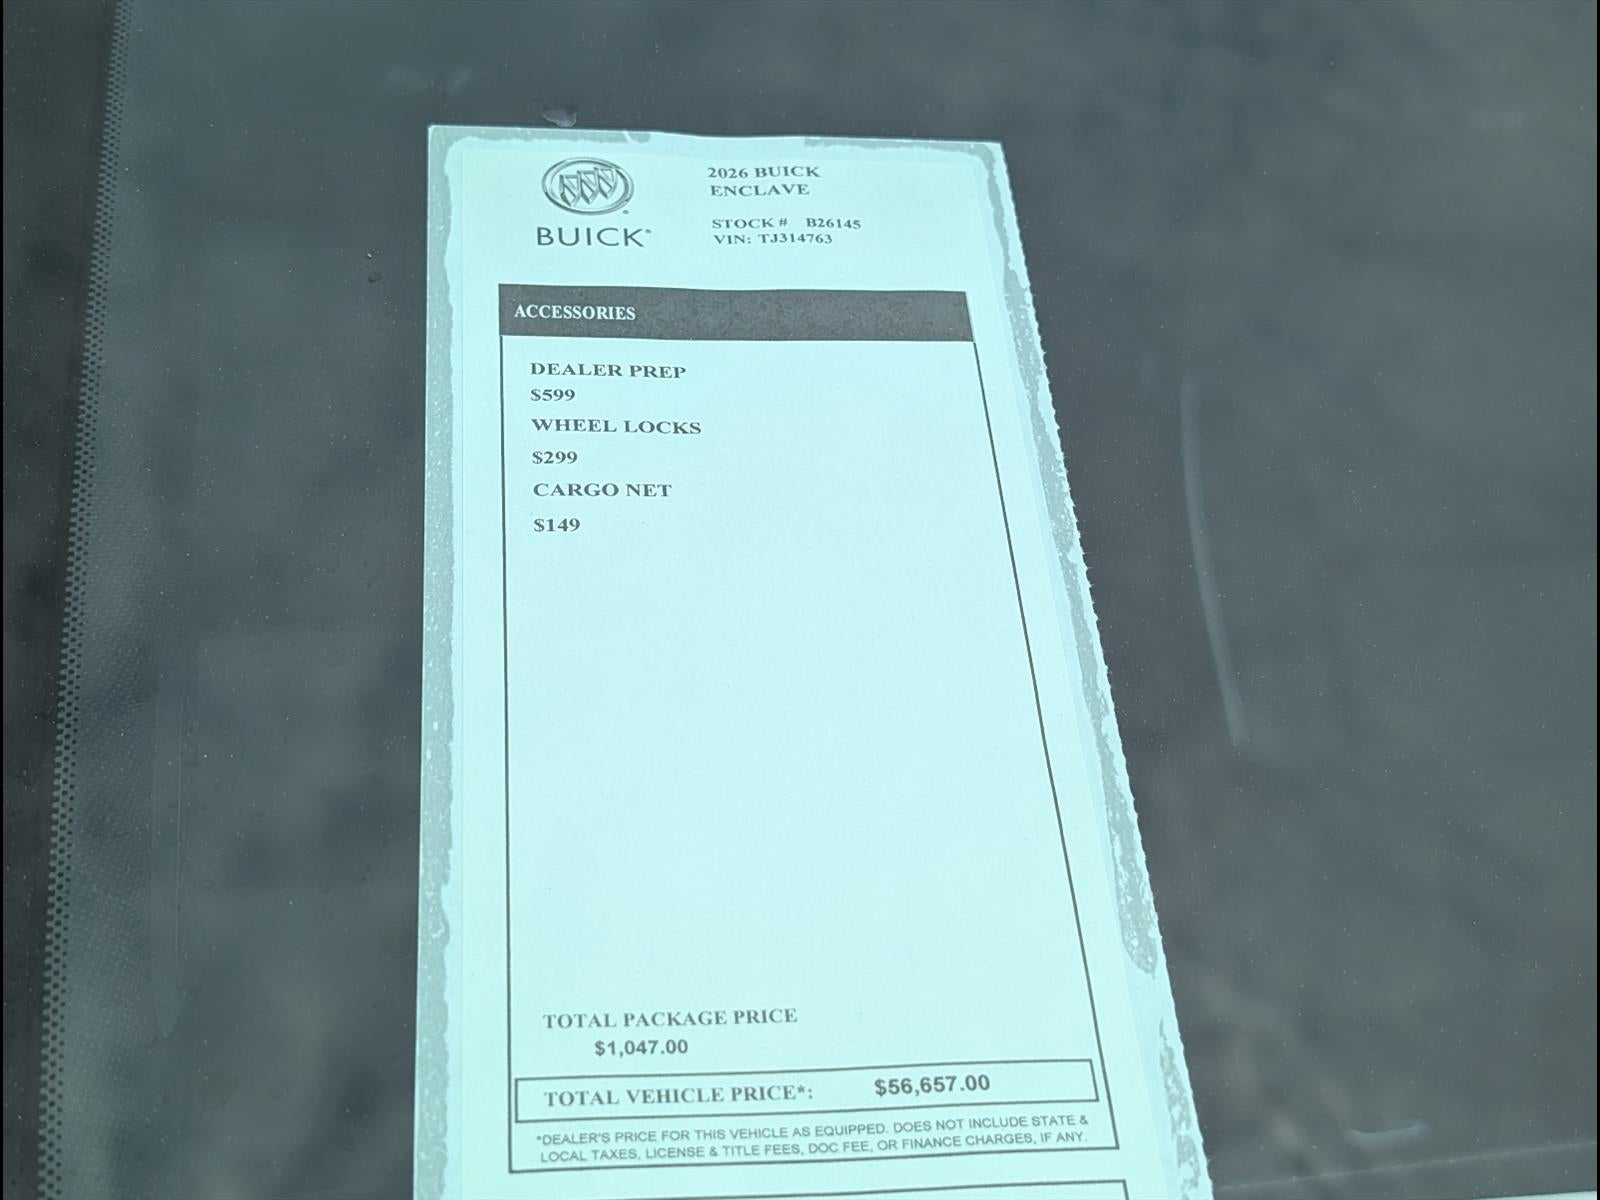 2026 BUICK
ENCLAVE
BUICK
STOCK # B26145
VIN: TJ314763
ACCESSORIES
DEALER PREP
$599
WHEEL LOCKS
$299
CARGO NET
$149
TOTAL PACKAGE PRICE
$1,047.00
TOTAL VEHICLE PRICE*: $56,657.00
*DEALER'S PRICE FOR THIS VEHICLE AS EQUIPPED. DOES NOT INCLUDE STATE &
LOCAL TAXES, LICENSE & TITLE FEES, DOC FEE, OR FINANCE CHARGES, IF ANY.